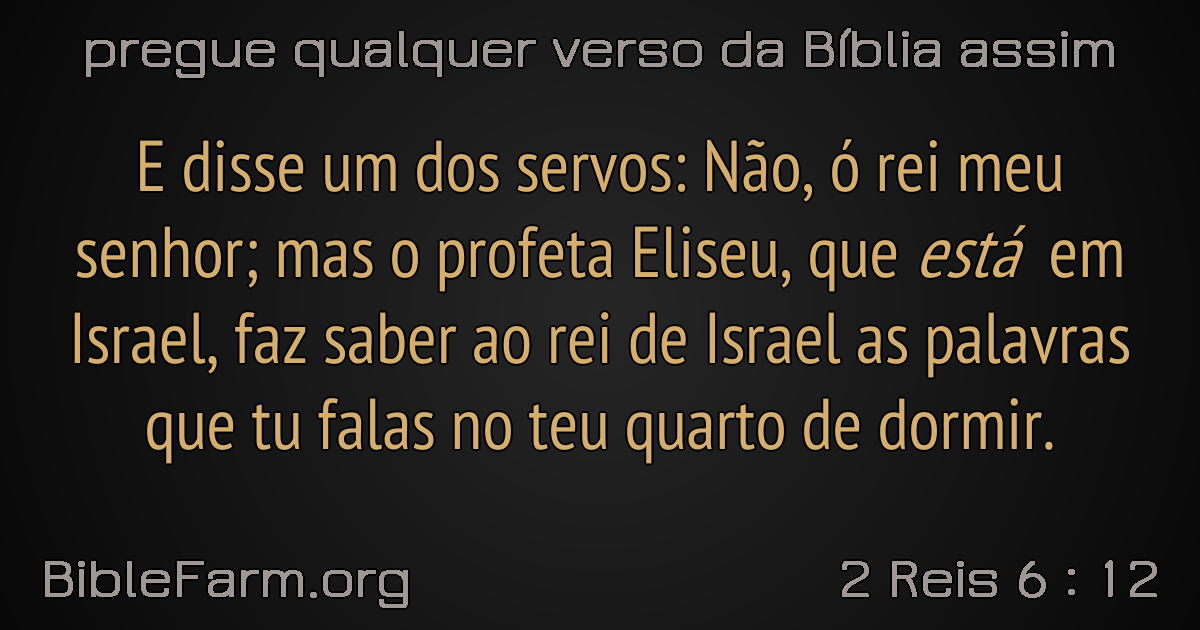 pregue qualquer verso da Bíblia assim
E disse um dos servos: Não, ó rei meu
senhor; mas o profeta Eliseu, que está em
Israel, faz saber ao rei de Israel as palavras
que tu falas no teu quarto de dormir.
BibleFarm.org
2 Reis 6 : 12